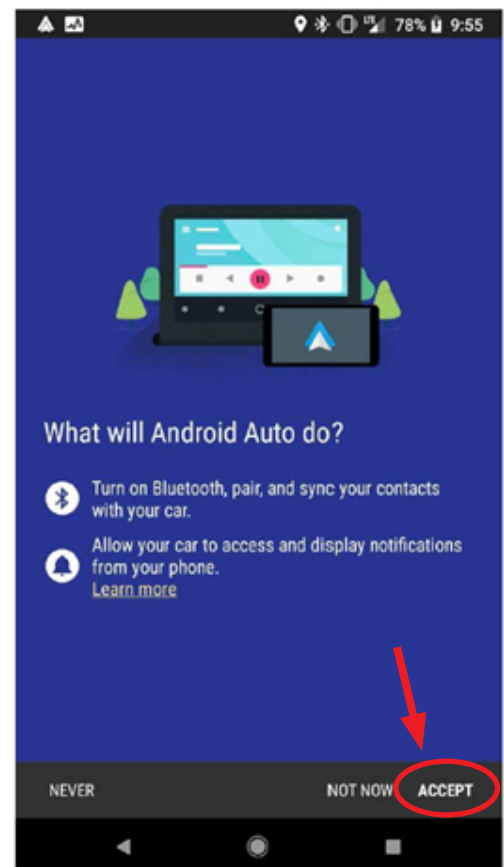 LTE 78% 9:55
What will Android Auto do?
Turn on Bluetooth, pair, and sync your contacts
with your car.
Allow your car to access and display notifications
from your phone.
Learn more
NEVER NOT NOW ACCEPT